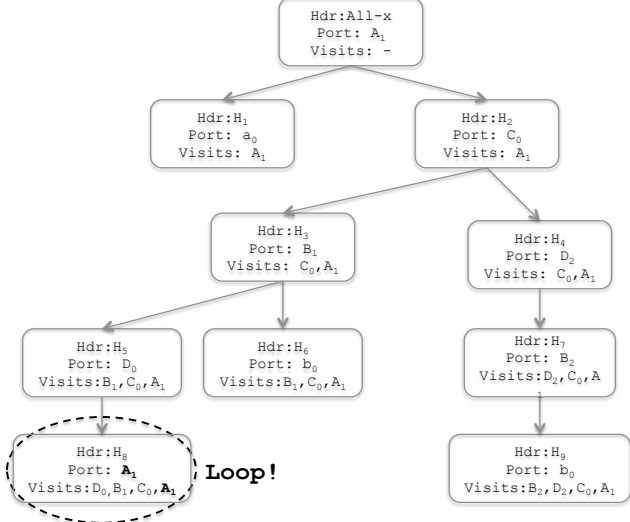 Hdr:All-x
Port: A₁
Visits: -
Hdr:H₁
Port: a₀
Visits: A₁
Hdr:H₂
Port: C₀
Visits: A₁
Hdr:H₃
Port: B₁
Visits: C₀,A₁
Hdr:H₄
Port: D₂
Visits: C₀,A₁
Hdr:H₅
Port: D₀
Visits:B₁,C₀,A₁
Hdr:H₆
Port: b₀
Visits:B₁,C₀,A₁
Hdr:H₇
Port: B₂
Visits:D₂,C₀,A
₁
Hdr:H₈
Port: A₁
Visits:D₀,B₁,C₀,A₁
Loop!
Hdr:H₉
Port: b₀
Visits:B₂,D₂,C₀,A₁